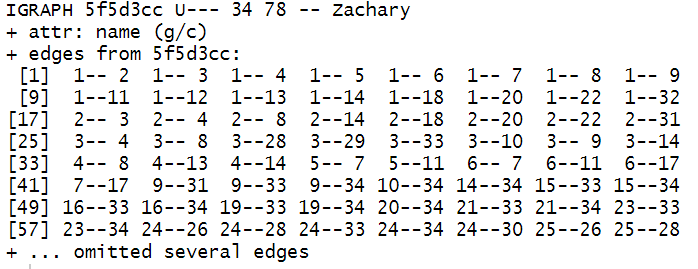 IGRAPH 5f5d3cc U--- 34 78 -- Zachary
+ attr: name (g/c)
+ edges from 5f5d3cc:
 [1]  1-- 2  1-- 3  1-- 4  1-- 5  1-- 6  1-- 7  1-- 8  1-- 9
 [9]  1--11  1--12  1--13  1--14  1--18  1--20  1--22  1--32
[17]  2-- 3  2-- 4  2-- 8  2--14  2--18  2--20  2--22  2--31
[25]  3-- 4  3-- 8  3--28  3--29  3--33  3--10  3-- 9  3--14
[33]  4-- 8  4--13  4--14  5-- 7  5--11  6-- 7  6--11  6--17
[41]  7--17  9--31  9--33  9--34 10--34 14--34 15--33 15--34
[49] 16--33 16--34 19--33 19--34 20--34 21--33 21--34 23--33
[57] 23--34 24--26 24--28 24--33 24--34 24--30 25--26 25--28
+ ... omitted several edges